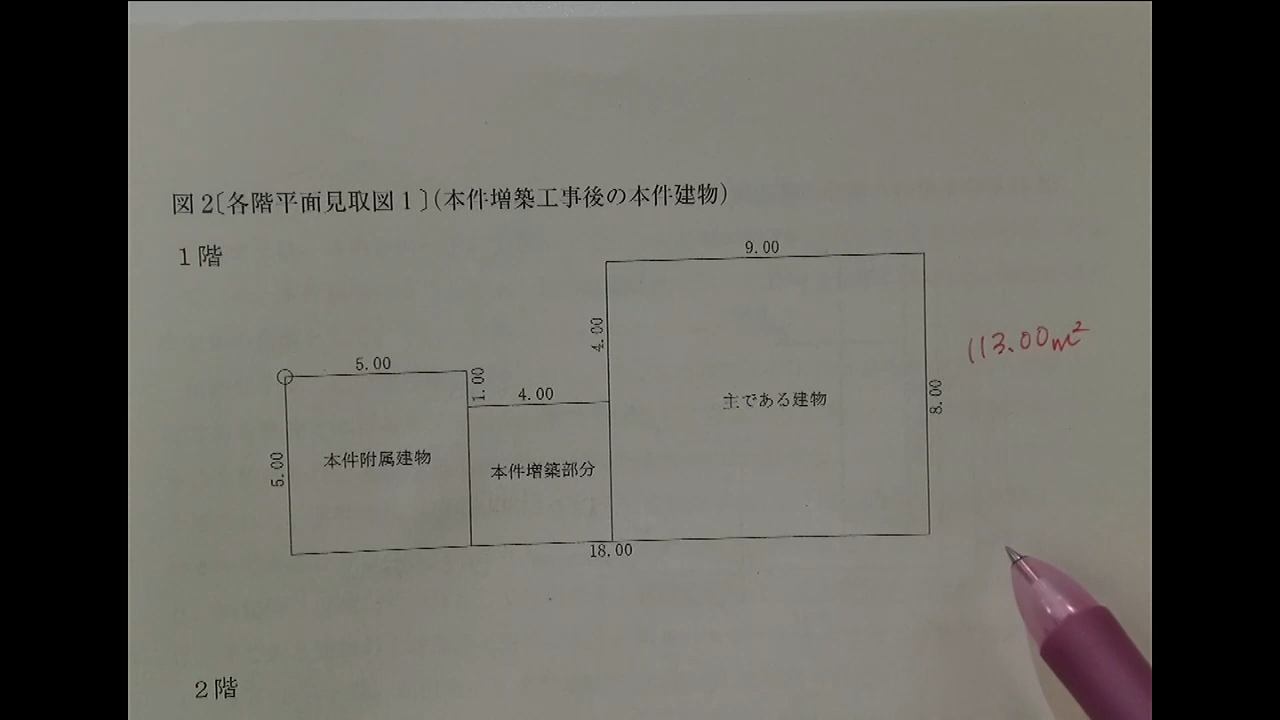 図2〔各階平面見取図1〕(本件増築工事後の本件建物)
1階
9.00
4.00
113.00m²
5.00
1.00
4.00
8.00
主である建物
5.00
本件附属建物
本件増築部分
18.00
2階